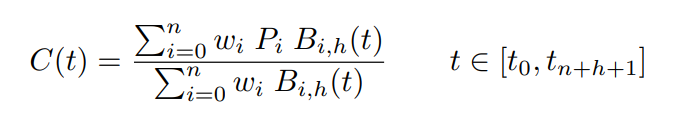 C(t) = \frac{\sum_{i=0}^{n} w_i P_i B_{i,h}(t)}{\sum_{i=0}^{n} w_i B_{i,h}(t)} \qquad t \in [t_0, t_{n+h+1}]